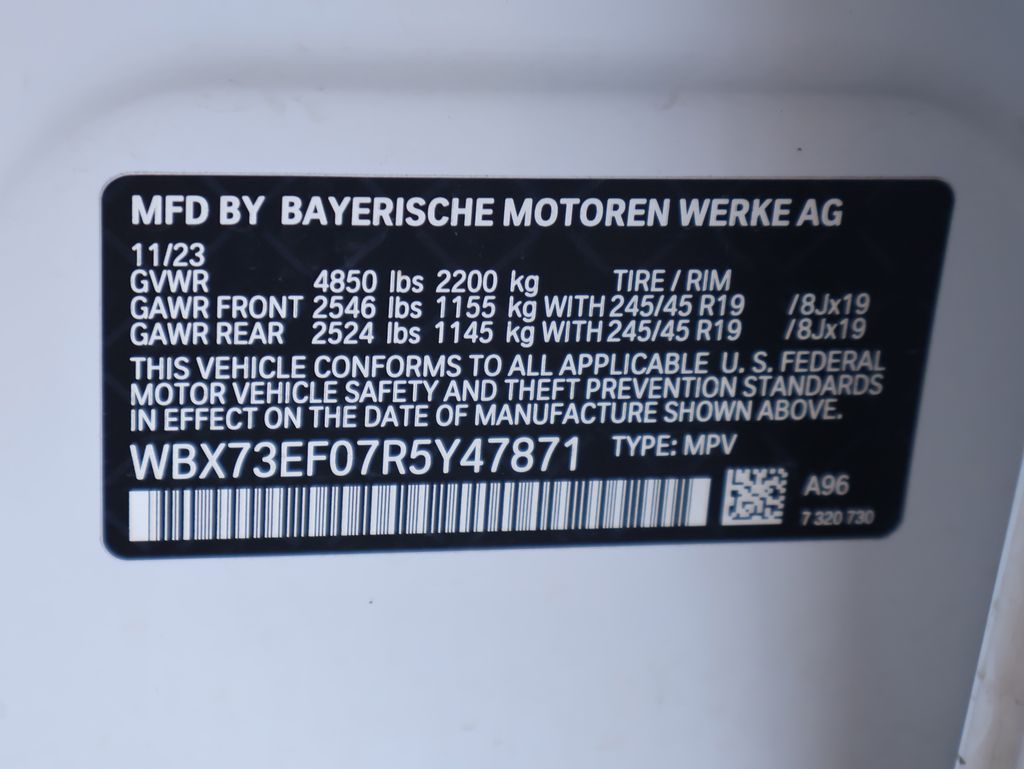 MFD BY BAYERISCHE MOTOREN WERKE AG
11/23
GVWR 4850 lbs 2200 kg TIRE / RIM
GAWR FRONT 2546 lbs 1155 kg WITH 245/45 R19 /8Jx19
GAWR REAR 2524 lbs 1145 kg WITH 245/45 R19 /8Jx19
THIS VEHICLE CONFORMS TO ALL APPLICABLE U. S. FEDERAL
MOTOR VEHICLE SAFETY AND THEFT PREVENTION STANDARDS
IN EFFECT ON THE DATE OF MANUFACTURE SHOWN ABOVE.
WBX73EF07R5Y47871 TYPE: MPV
A96
7 320 730